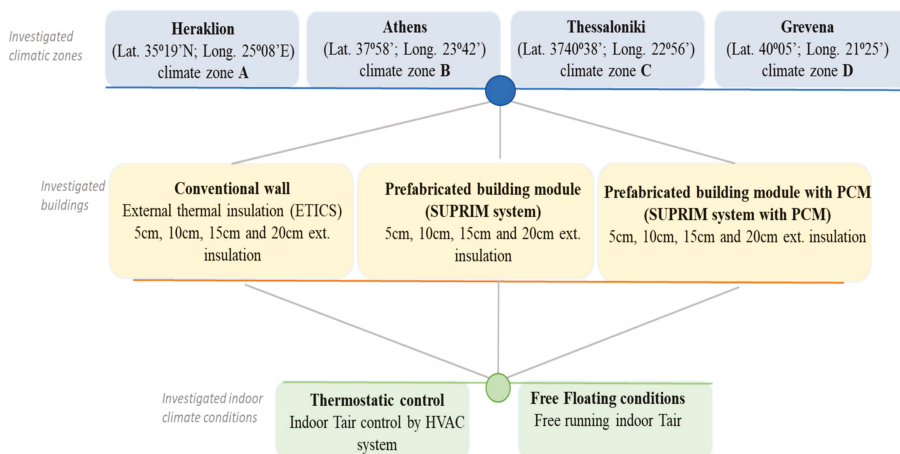 Investigated
climatic zones
Heraklion
(Lat. 35º19’N; Long. 25º08’E)
climate zone A
Athens
(Lat. 37º58’; Long. 23º42’)
climate zone B
Thessaloniki
(Lat. 3740º38’; Long. 22º56’)
climate zone C
Grevena
(Lat. 40º05’; Long. 21º25’)
climate zone D
Investigated
buildings
Conventional wall
External thermal insulation (ETICS)
5cm, 10cm, 15cm and 20cm ext.
insulation
Prefabricated building module
(SUPRIM system)
5cm, 10cm, 15cm and 20cm ext.
insulation
Prefabricated building module with PCM
(SUPRIM system with PCM)
5cm, 10cm, 15cm and 20cm ext. insulation
Investigated indoor
climate conditions
Thermostatic control
Indoor Tair control by HVAC
system
Free Floating conditions
Free running indoor Tair